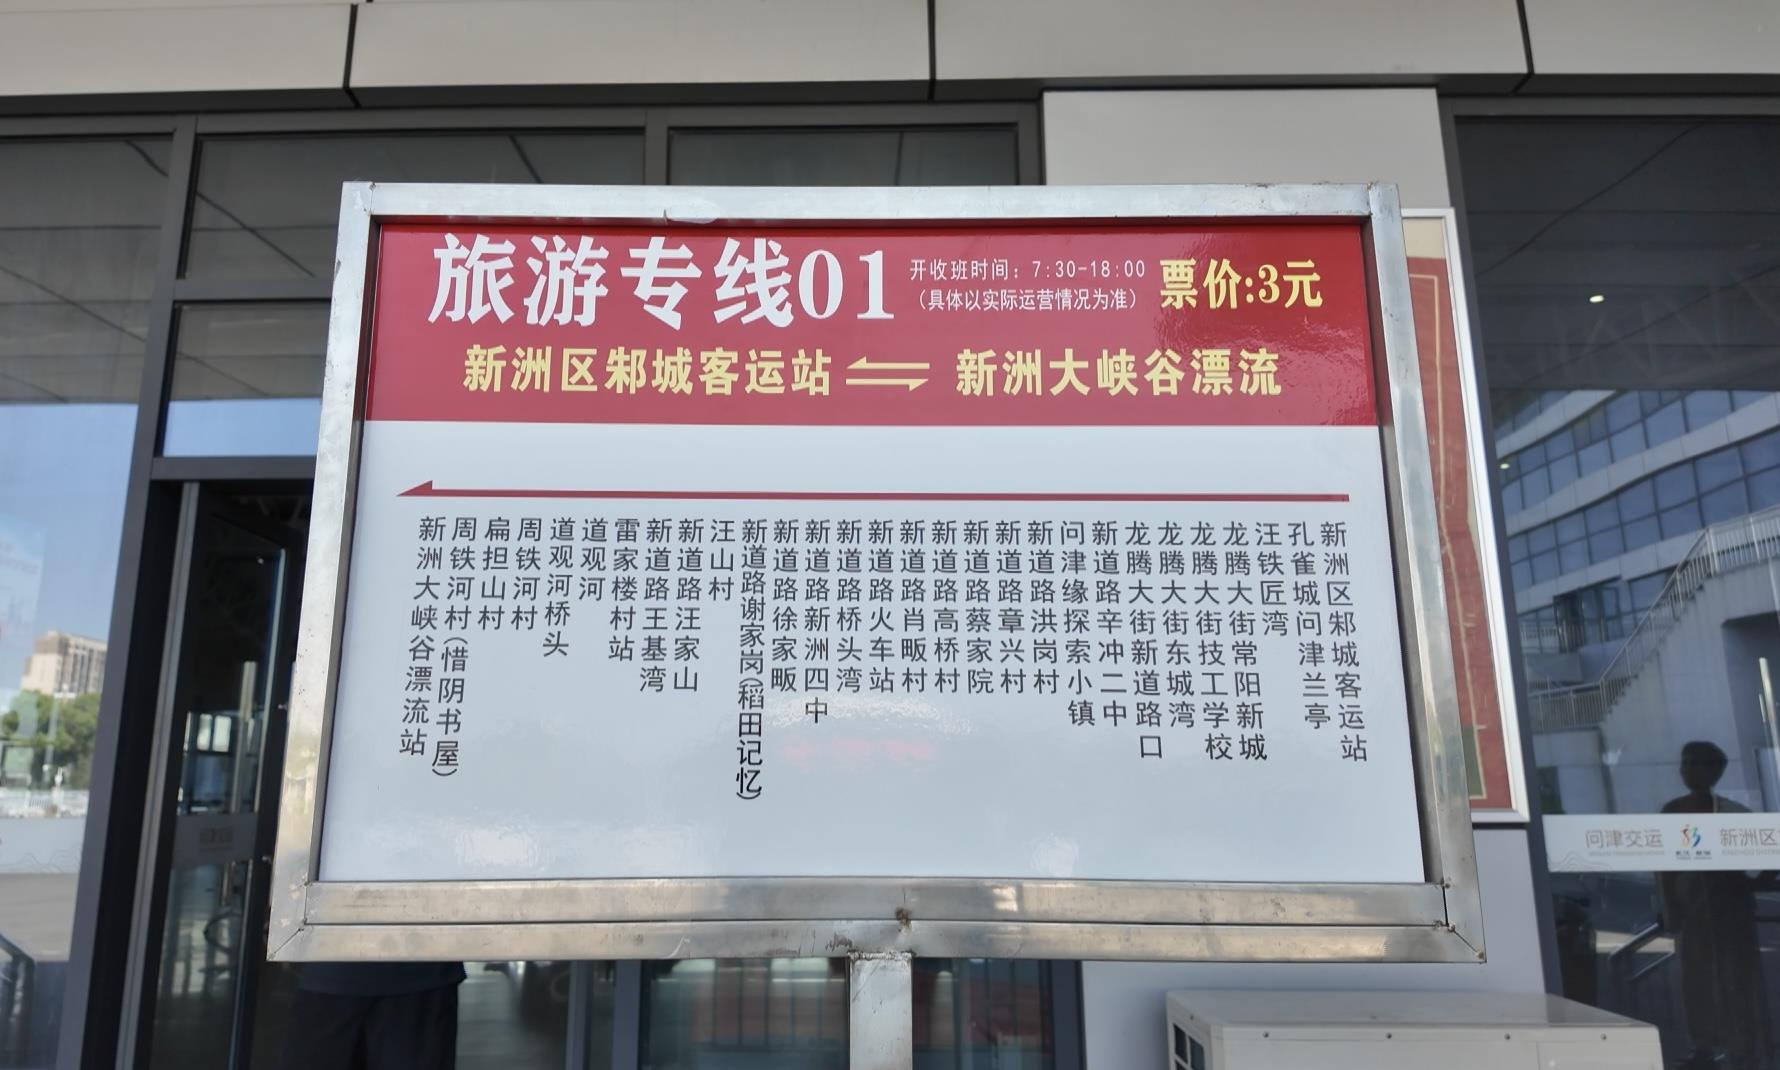 旅游专线01
开收班时间：7:30-18:00
（具体以实际运营情况为准）
票价:3元
新洲区邾城客运站
新洲大峡谷漂流
新洲大峡谷漂流站
周铁河村(惜阴书屋)
扁担山村
周铁河村
道观河桥头
道观河
雷家楼村站
新道路王基湾
新道路汪家山
汪山村
新道路谢家岗(稻田记忆)
新道路徐家畈
新道路新洲四中
新道路桥头湾
新道路火车站
新道路肖畈村
新道路高桥村
新道路蔡家院
新道路章兴村
新道路洪岗村
问津缘探索小镇
新道路辛冲二中
龙腾大街新道路口
龙腾大街东城湾
龙腾大街技工学校
龙腾大街常阳新城
汪铁匠湾
孔雀城问津兰亭
新洲区邾城客运站
问津交运
新洲区